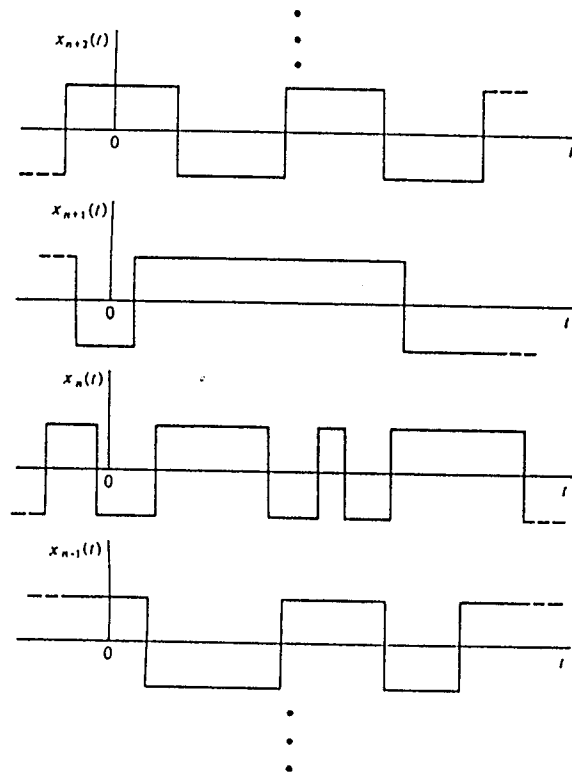 x_{n+2}(t)
0
t
x_{n+1}(t)
0
t
x_n(t)
0
t
x_{n-1}(t)
0
t